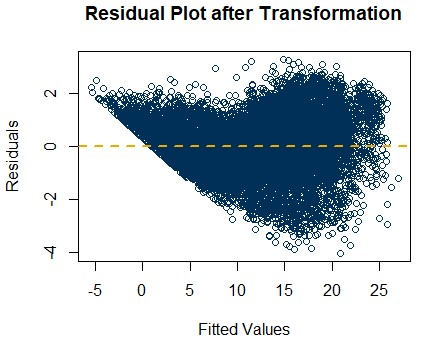 Residual Plot after Transformation
Residuals
2
0
-2
-4
-5 0 5 10 15 20 25
Fitted Values